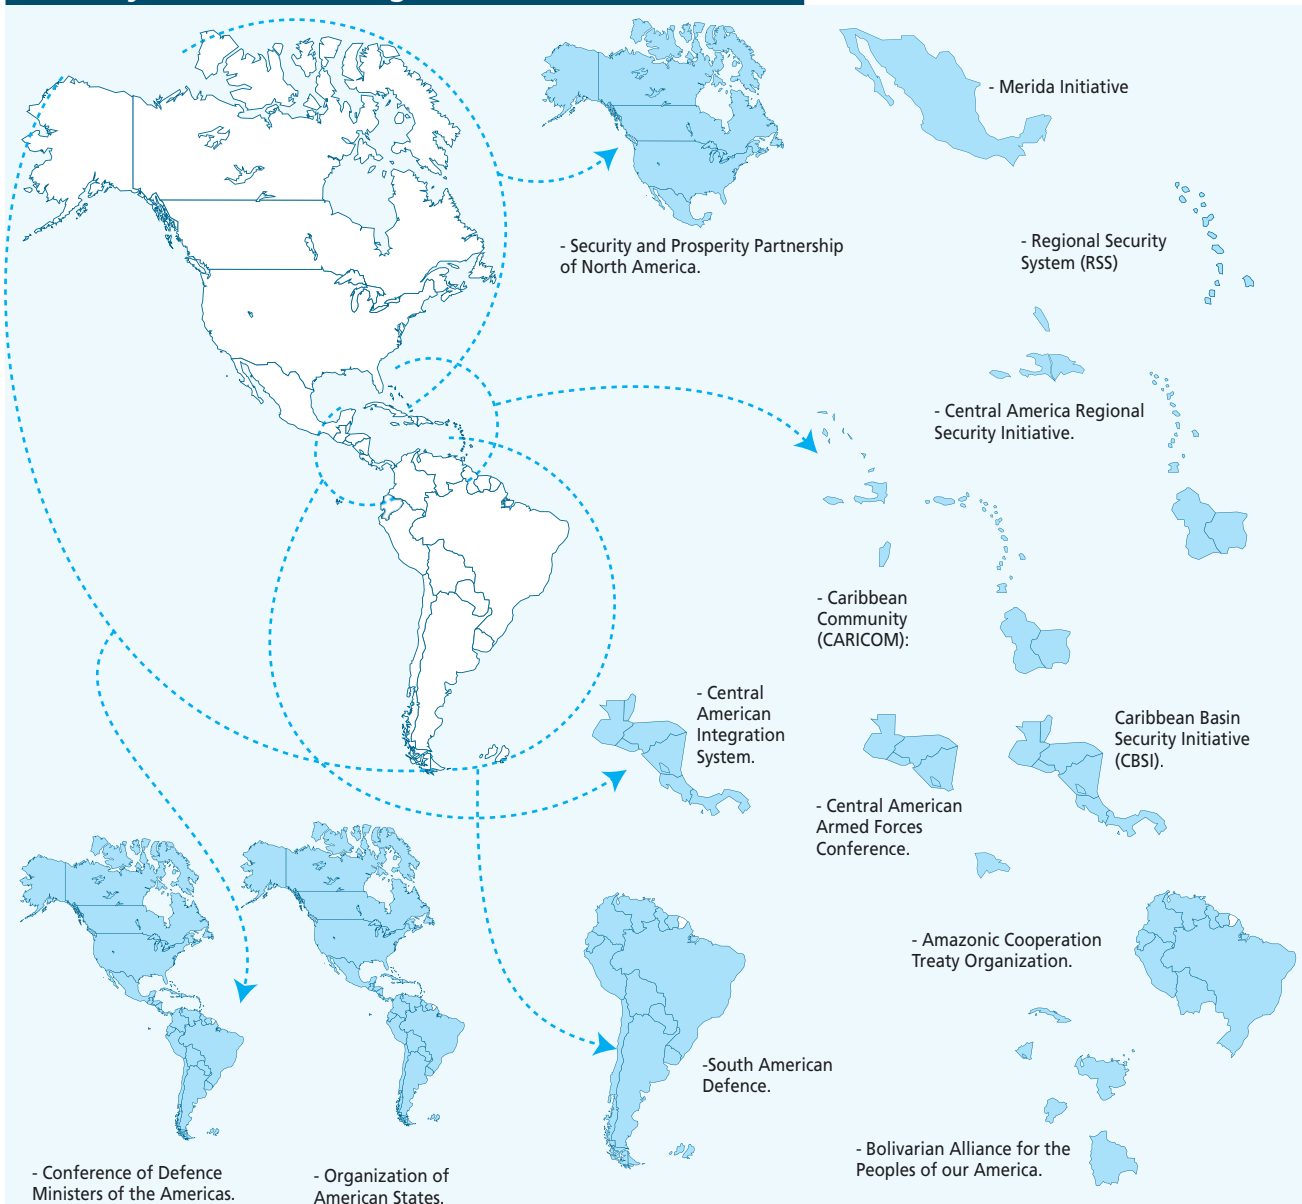 - Merida Initiative
- Security and Prosperity Partnership
of North America.
- Regional Security
System (RSS)
- Central America Regional
Security Initiative.
- Caribbean
Community
(CARICOM):
- Central
American
Integration
System.
- Central American
Armed Forces
Conference.
Caribbean Basin
Security Initiative
(CBSI).
- Amazonic Cooperation
Treaty Organization.
-South American
Defence.
- Bolivarian Alliance for the
Peoples of our America.
- Conference of Defence
Ministers of the Americas.
- Organization of
American States.